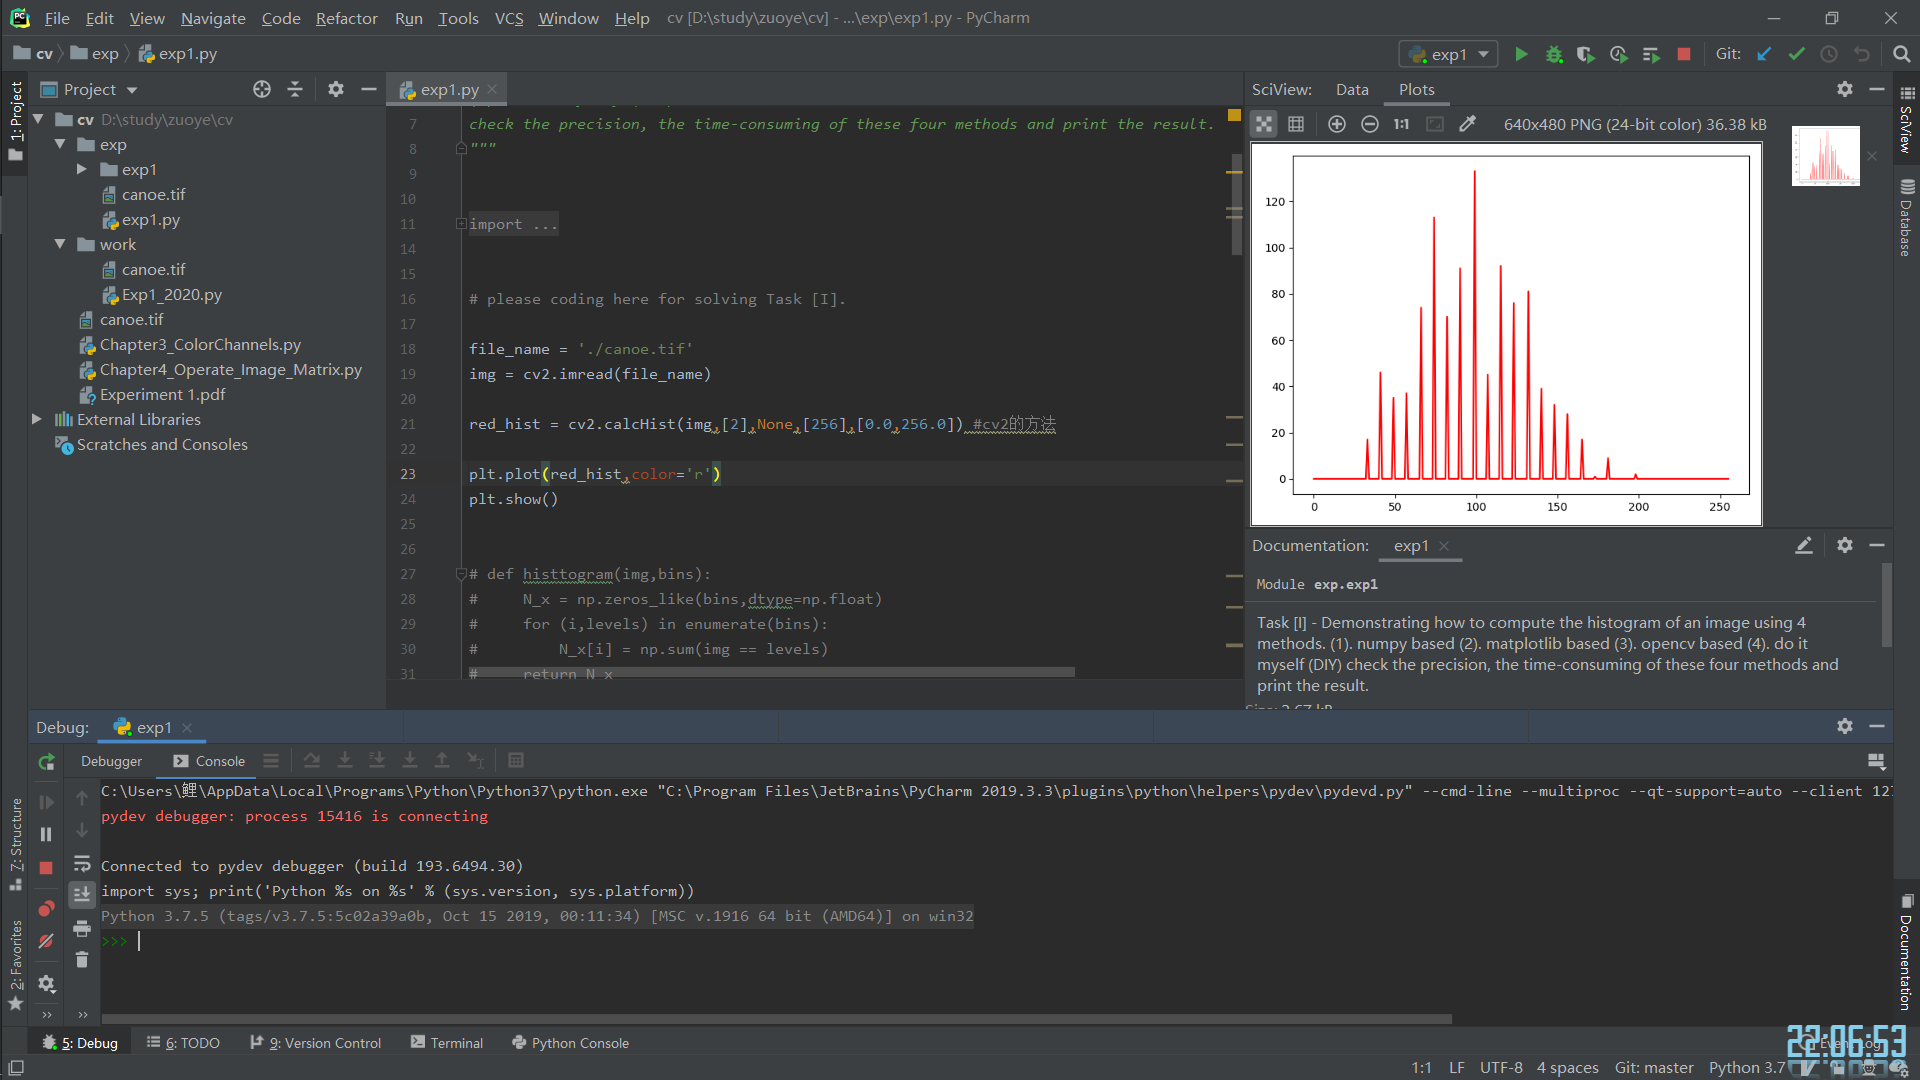 File Edit View Navigate Code Refactor Run Tools VCS Window Help cv [D:\study\zuoye\cv] - ...\exp\exp1.py - PyCharm
cv exp exp1.py
exp1 Git:
Project
exp1.py
SciView: Data Plots
1: Project
cv D:\study\zuoye\cv
exp
exp1
canoe.tif
exp1.py
work
canoe.tif
Exp1_2020.py
canoe.tif
Chapter3_ColorChannels.py
Chapter4_Operate_Image_Matrix.py
Experiment 1.pdf
External Libraries
Scratches and Consoles
7 check the precision, the time-consuming of these four methods and print the result.
8 """
9
10
11 import ...
14
15
16 # please coding here for solving Task [I].
17
18 file_name = './canoe.tif'
19 img = cv2.imread(file_name)
20
21 red_hist = cv2.calcHist(img,[2],None,[256],[0.0,256.0]) #cv2的方法
22
23 plt.plot(red_hist,color='r')
24 plt.show()
25
26
27 # def histtogram(img,bins):
28 # N_x = np.zeros_like(bins,dtype=np.float)
29 # for (i,levels) in enumerate(bins):
30 # N_x[i] = np.sum(img == levels)
31 # return N_x
1:1 640x480 PNG (24-bit color) 36.38 kB
120
100
80
60
40
20
0
0 50 100 150 200 250
SciView
Database
Documentation: exp1
Module exp.exp1
Task [I] - Demonstrating how to compute the histogram of an image using 4
methods. (1). numpy based (2). matplotlib based (3). opencv based (4). do it
myself (DIY) check the precision, the time-consuming of these four methods and
print the result.
Size: 2.67 kB
Debug: exp1
Debugger Console
C:\Users\鲤\AppData\Local\Programs\Python\Python37\python.exe "C:\Program Files\JetBrains\PyCharm 2019.3.3\plugins\python\helpers\pydev\pydevd.py" --cmd-line --multiproc --qt-support=auto --client 127
pydev debugger: process 15416 is connecting
Connected to pydev debugger (build 193.6494.30)
import sys; print('Python %s on %s' % (sys.version, sys.platform))
Python 3.7.5 (tags/v3.7.5:5c02a39a0b, Oct 15 2019, 00:11:34) [MSC v.1916 64 bit (AMD64)] on win32
>>>
Z: Structure
2: Favorites
Documentation
5: Debug 6: TODO 9: Version Control Terminal Python Console
22:06:53
1:1 LF UTF-8 4 spaces Git: master Python 3.7